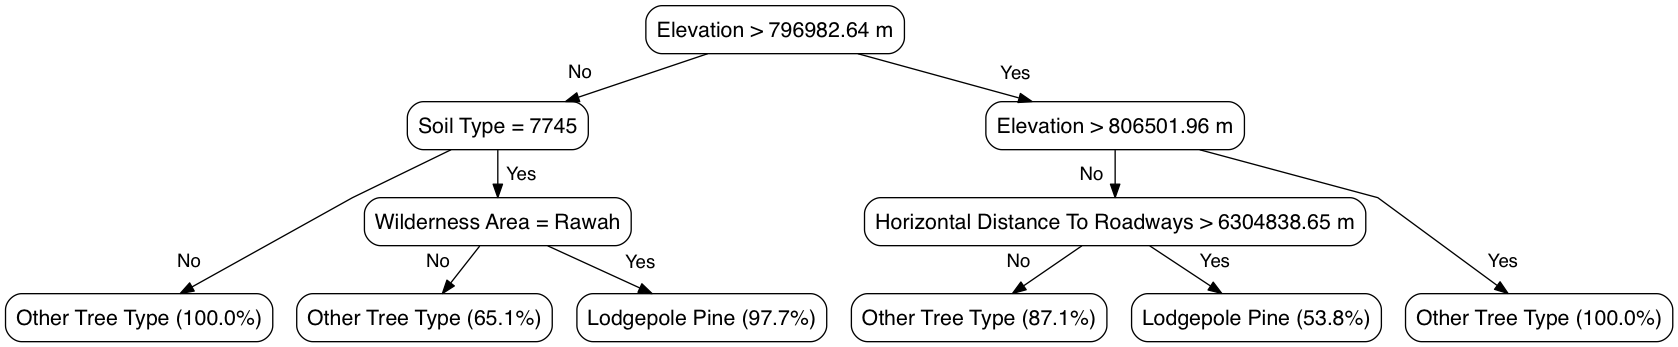 Elevation > 796982.64 m
No
Yes
Soil Type = 7745
Elevation > 806501.96 m
Yes
No
Wilderness Area = Rawah
Horizontal Distance To Roadways > 6304838.65 m
No
No
Yes
No
Yes
Yes
Other Tree Type (100.0%)
Other Tree Type (65.1%)
Lodgepole Pine (97.7%)
Other Tree Type (87.1%)
Lodgepole Pine (53.8%)
Other Tree Type (100.0%)